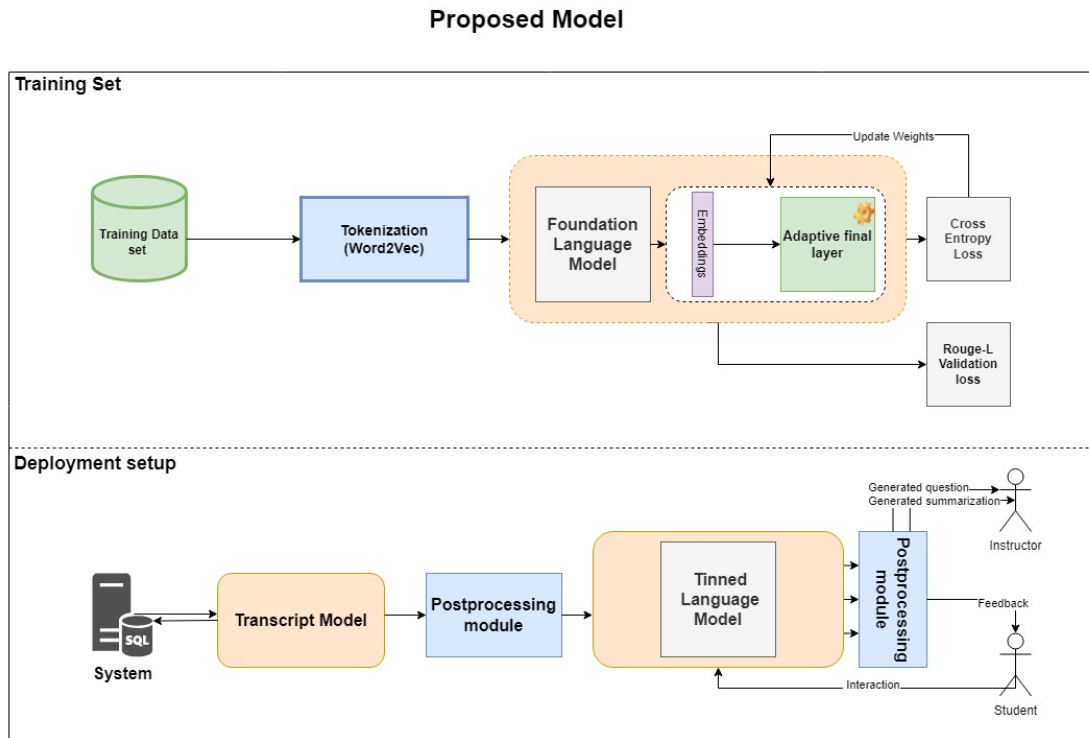 Proposed Model
Training Set
Update Weights
Training Data
set
Tokenization
(Word2Vec)
Foundation
Language
Model
Embeddings
Adaptive final
layer
Cross
Entropy
Loss
Rouge-L
Validation
loss
Deployment setup
Generated question
Generated summarization
Instructor
SQL
System
Transcript Model
Postprocessing
module
Tinned
Language
Model
Postprocessing
module
Feedback
Interaction
Student